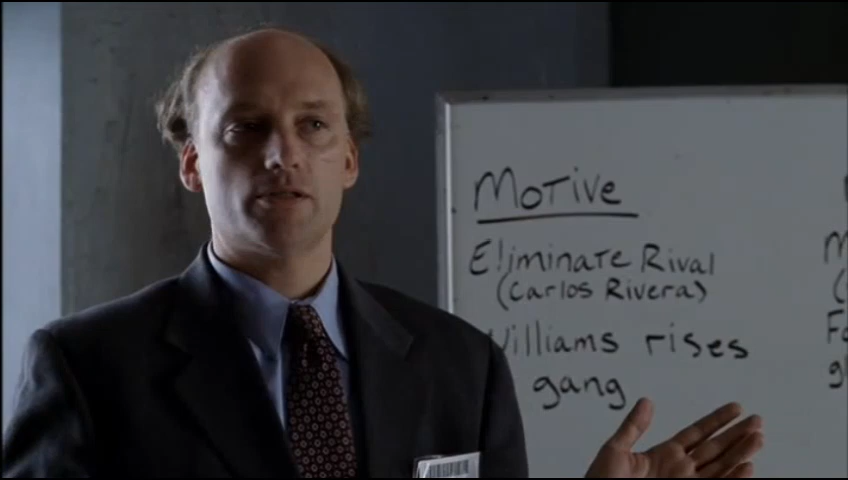 Motive
Eliminate Rival
(Carlos Rivera)
Williams rises
gang